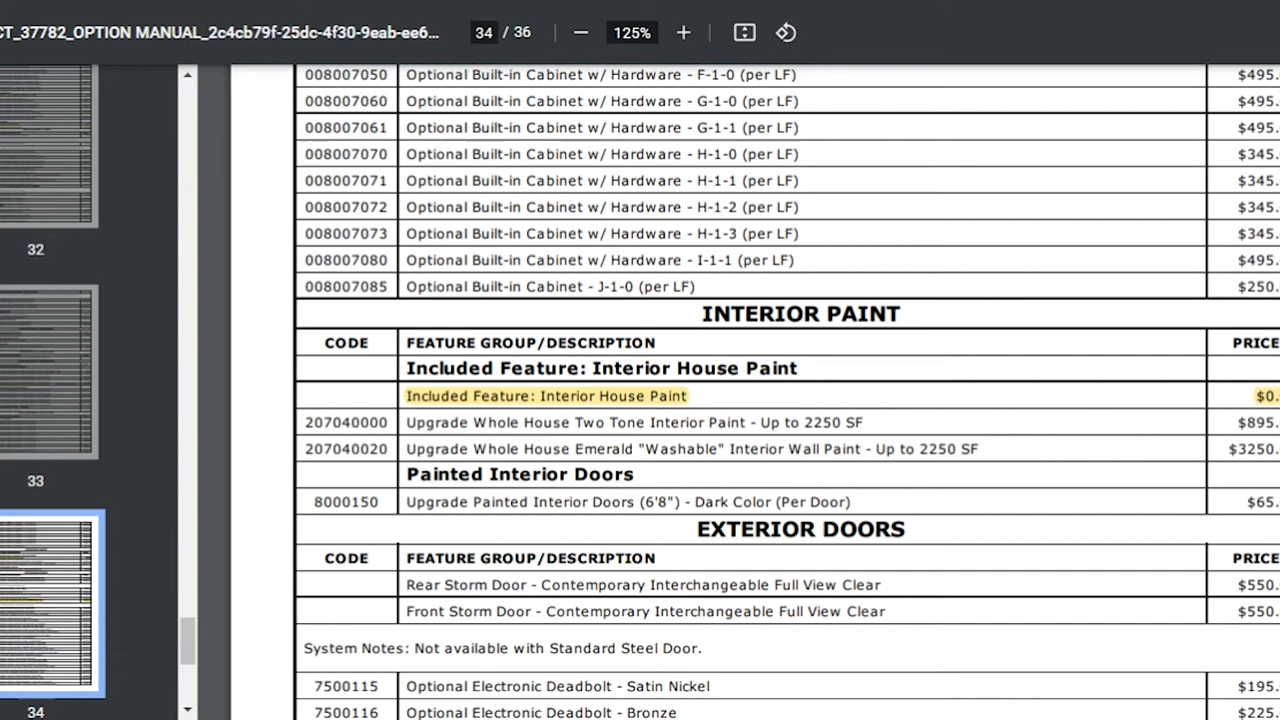 CT_37782_OPTION MANUAL_2c4cb79f-25dc-4f30-9eab-ee6... 34 / 36 125%
32
33
34
008007050 Optional Built-in Cabinet w/ Hardware - F-1-0 (per LF) $495.
008007060 Optional Built-in Cabinet w/ Hardware - G-1-0 (per LF) $495.
008007061 Optional Built-in Cabinet w/ Hardware - G-1-1 (per LF) $495.
008007070 Optional Built-in Cabinet w/ Hardware - H-1-0 (per LF) $345.
008007071 Optional Built-in Cabinet w/ Hardware - H-1-1 (per LF) $345.
008007072 Optional Built-in Cabinet w/ Hardware - H-1-2 (per LF) $345.
008007073 Optional Built-in Cabinet w/ Hardware - H-1-3 (per LF) $345.
008007080 Optional Built-in Cabinet w/ Hardware - I-1-1 (per LF) $495.
008007085 Optional Built-in Cabinet - J-1-0 (per LF) $250.
INTERIOR PAINT
CODE FEATURE GROUP/DESCRIPTION PRICE
Included Feature: Interior House Paint
Included Feature: Interior House Paint $0.
207040000 Upgrade Whole House Two Tone Interior Paint - Up to 2250 SF $895.
207040020 Upgrade Whole House Emerald "Washable" Interior Wall Paint - Up to 2250 SF $3250.
Painted Interior Doors
8000150 Upgrade Painted Interior Doors (6'8") - Dark Color (Per Door) $65.
EXTERIOR DOORS
CODE FEATURE GROUP/DESCRIPTION PRICE
Rear Storm Door - Contemporary Interchangeable Full View Clear $550.
Front Storm Door - Contemporary Interchangeable Full View Clear $550.
System Notes: Not available with Standard Steel Door.
7500115 Optional Electronic Deadbolt - Satin Nickel $195.
7500116 Optional Electronic Deadbolt - Bronze $225.